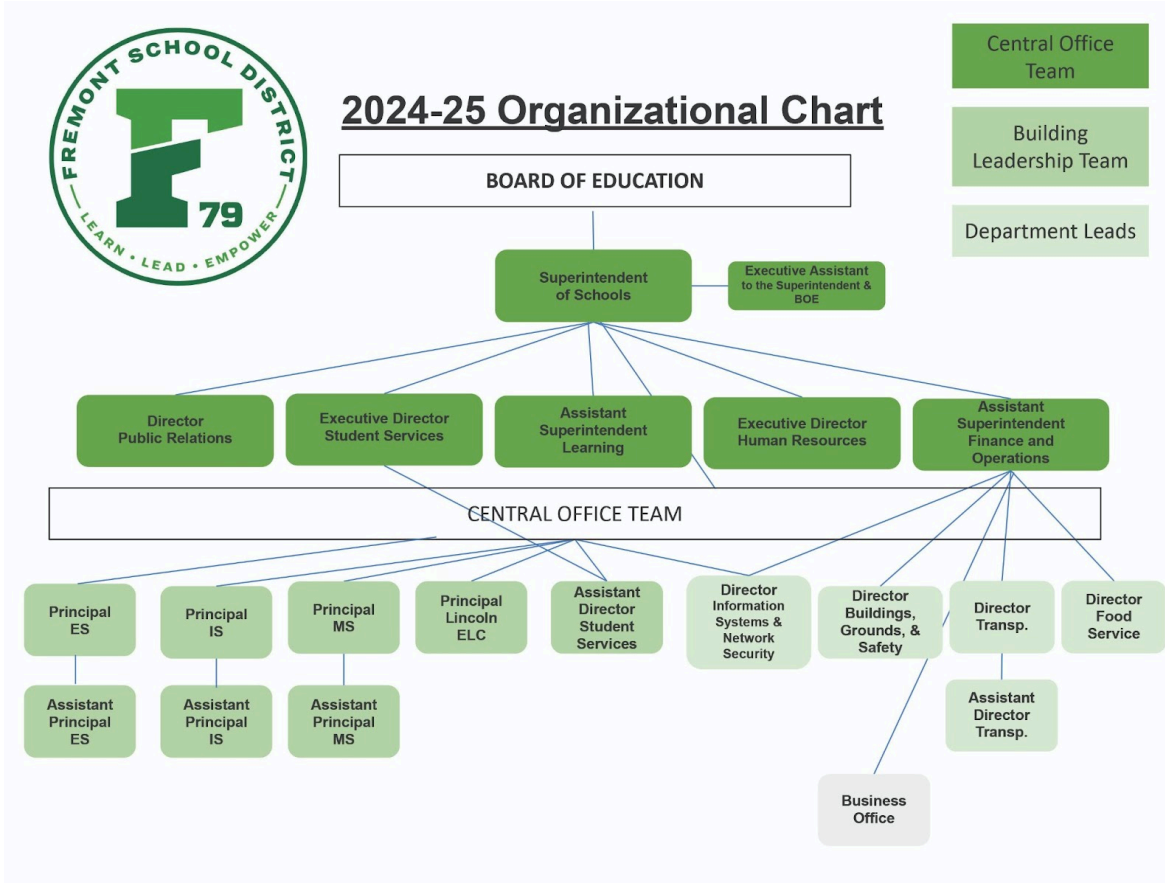 FREMONT SCHOOL DISTRICT
F
79
LEARN • LEAD • EMPOWER
2024-25 Organizational Chart
Central Office
Team
Building
Leadership Team
Department Leads
BOARD OF EDUCATION
Superintendent
of Schools
Executive Assistant
to the Superintendent &
BOE
Director
Public Relations
Executive Director
Student Services
Assistant
Superintendent
Learning
Executive Director
Human Resources
Assistant
Superintendent
Finance and
Operations
CENTRAL OFFICE TEAM
Principal
ES
Principal
IS
Principal
MS
Principal
Lincoln
ELC
Assistant
Director
Student
Services
Director
Information
Systems &
Network
Security
Director
Buildings,
Grounds, &
Safety
Director
Transp.
Director
Food
Service
Assistant
Principal
ES
Assistant
Principal
IS
Assistant
Principal
MS
Assistant
Director
Transp.
Business
Office